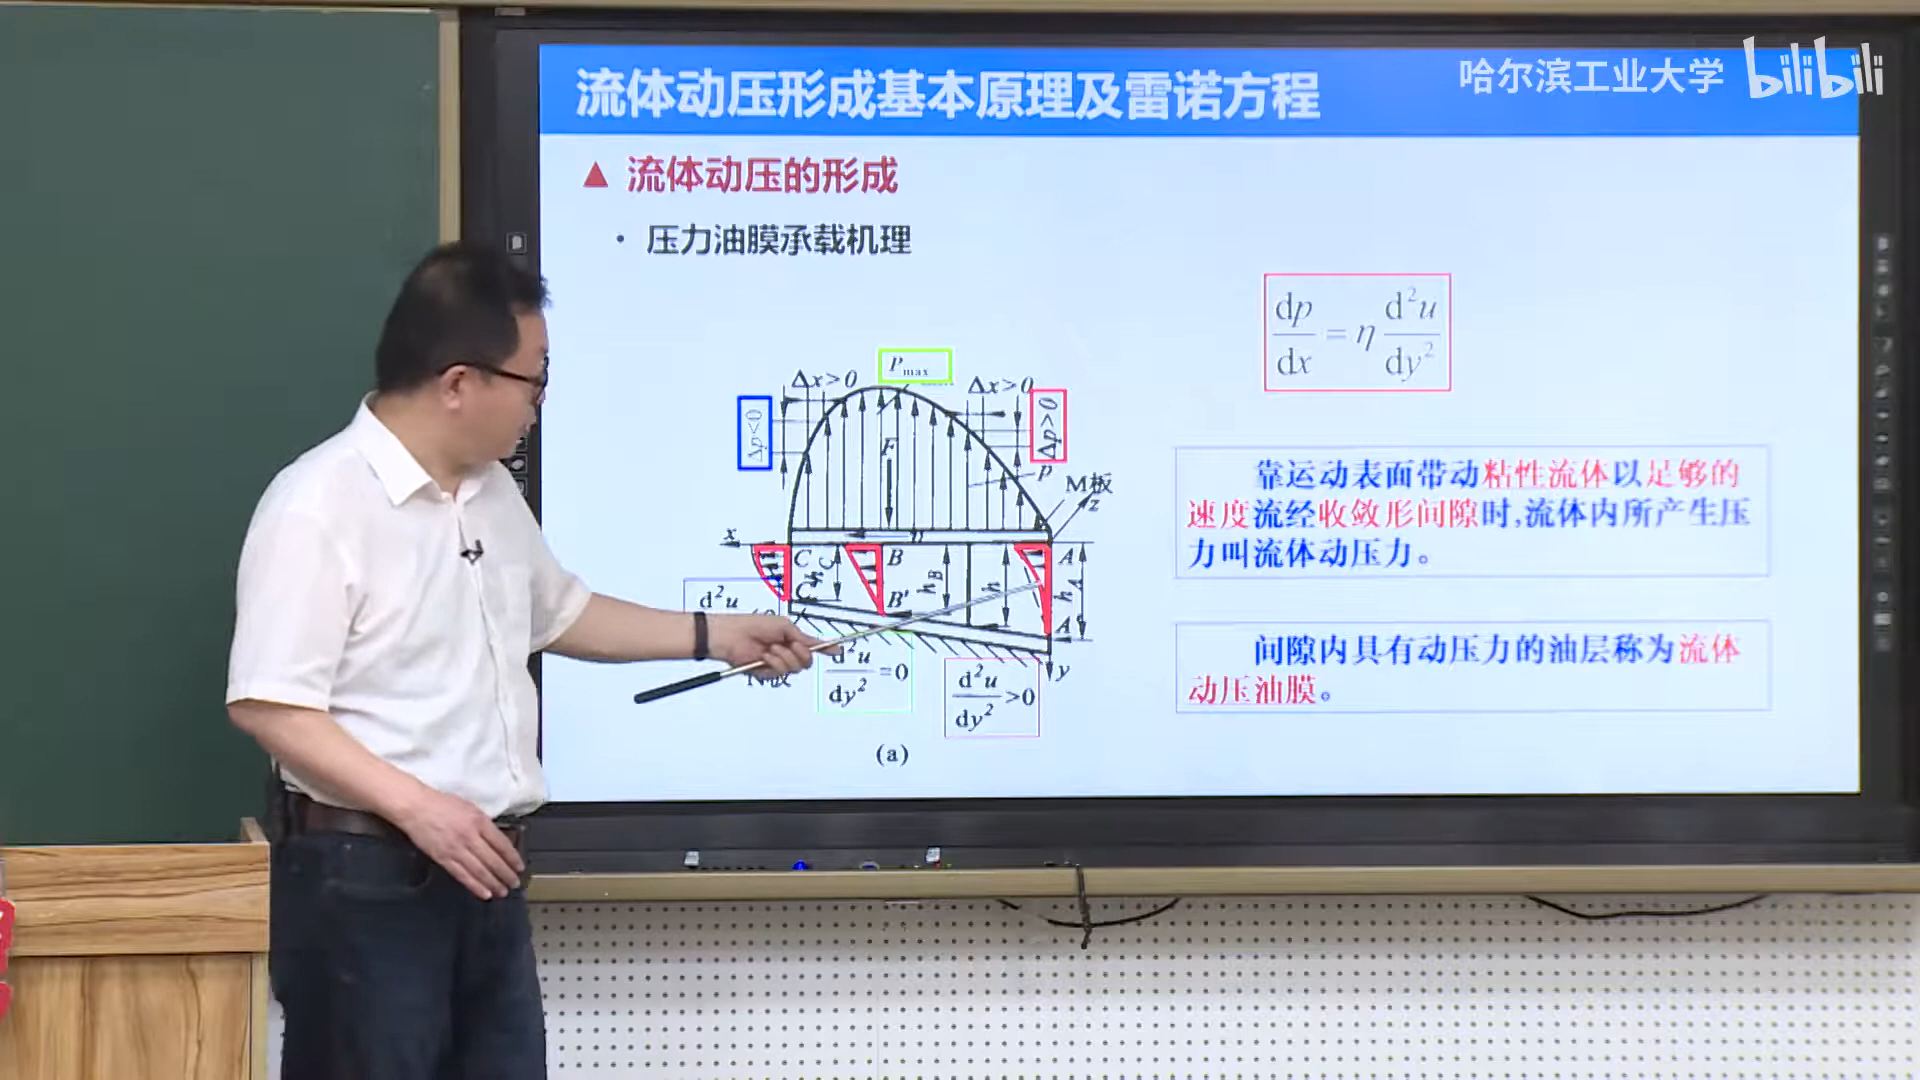 哈尔滨工业大学 bilibili
流体动压形成基本原理及雷诺方程
▲ 流体动压的形成
· 压力油膜承载机理
dp/dx = η d²u/dy²
Pmax
Δx>0
Δx>0
Δp<0
Δp>0
F
p
M板
z
x
u
C
hC
B
hB
h
A
hA
C'
B'
A
d²u
d²u/dy² =0
d²u/dy² >0
y
(a)
靠运动表面带动粘性流体以足够的
速度流经收敛形间隙时,流体内所产生压
力叫流体动压力。
间隙内具有动压力的油层称为流体
动压油膜。